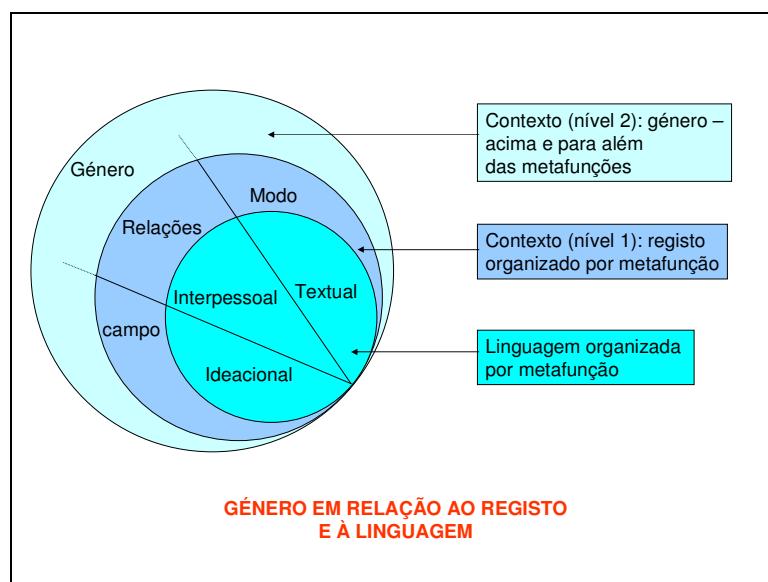 Género
Relações
Modo
campo
Interpessoal
Textual
Ideacional
Contexto (nível 2): género –
acima e para além
das metafunções
Contexto (nível 1): registo
organizado por metafunção
Linguagem organizada
por metafunção
GÉNERO EM RELAÇÃO AO REGISTO
E À LINGUAGEM